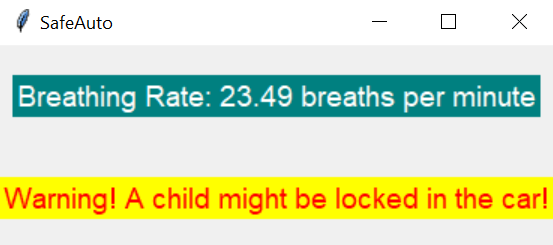 SafeAuto
Breathing Rate: 23.49 breaths per minute
Warning! A child might be locked in the car!